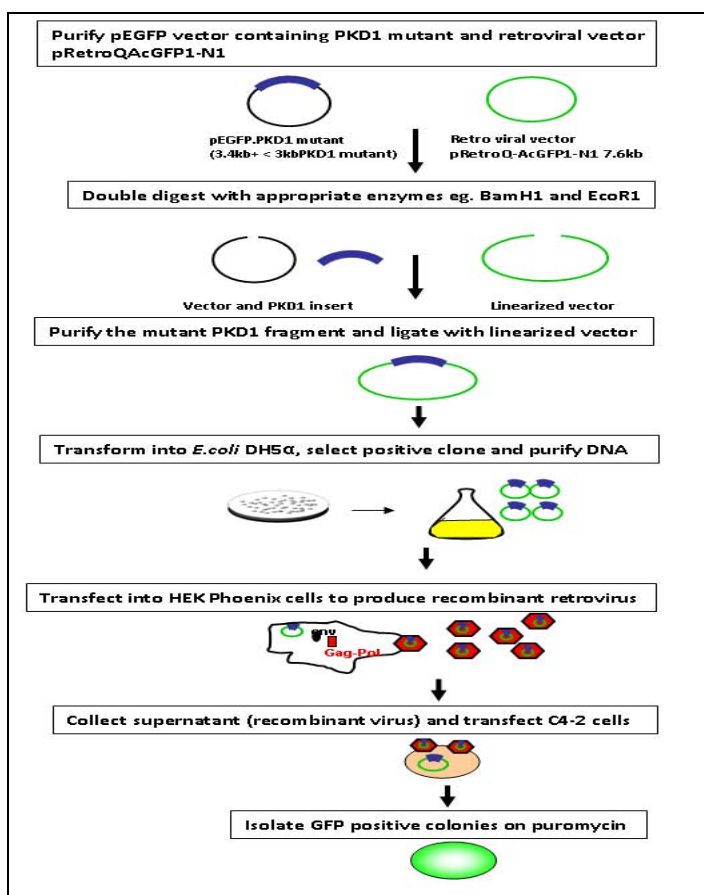 Purify pEGFP vector containing PKD1 mutant and retroviral vector
pRetroQAcGFP1-N1
pEGFP.PKD1 mutant
(3.4kb+ < 3kbPKD1 mutant)
Retro viral vector
pRetroQ-AcGFP1-N1 7.6kb
Double digest with appropriate enzymes eg. BamH1 and EcoR1
Vector and PKD1 insert
Linearized vector
Purify the mutant PKD1 fragment and ligate with linearized vector
Transform into E.coli DH5α, select positive clone and purify DNA
Transfect into HEK Phoenix cells to produce recombinant retrovirus
env
Gag-Pol
Collect supernatant (recombinant virus) and transfect C4-2 cells
Isolate GFP positive colonies on puromycin